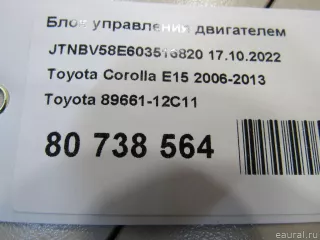 Блок управления двигателем
JTNBV58E603516820 17.10.2022
Toyota Corolla E15 2006-2013
Toyota 89661-12C11
80 738 564
eaural.ru